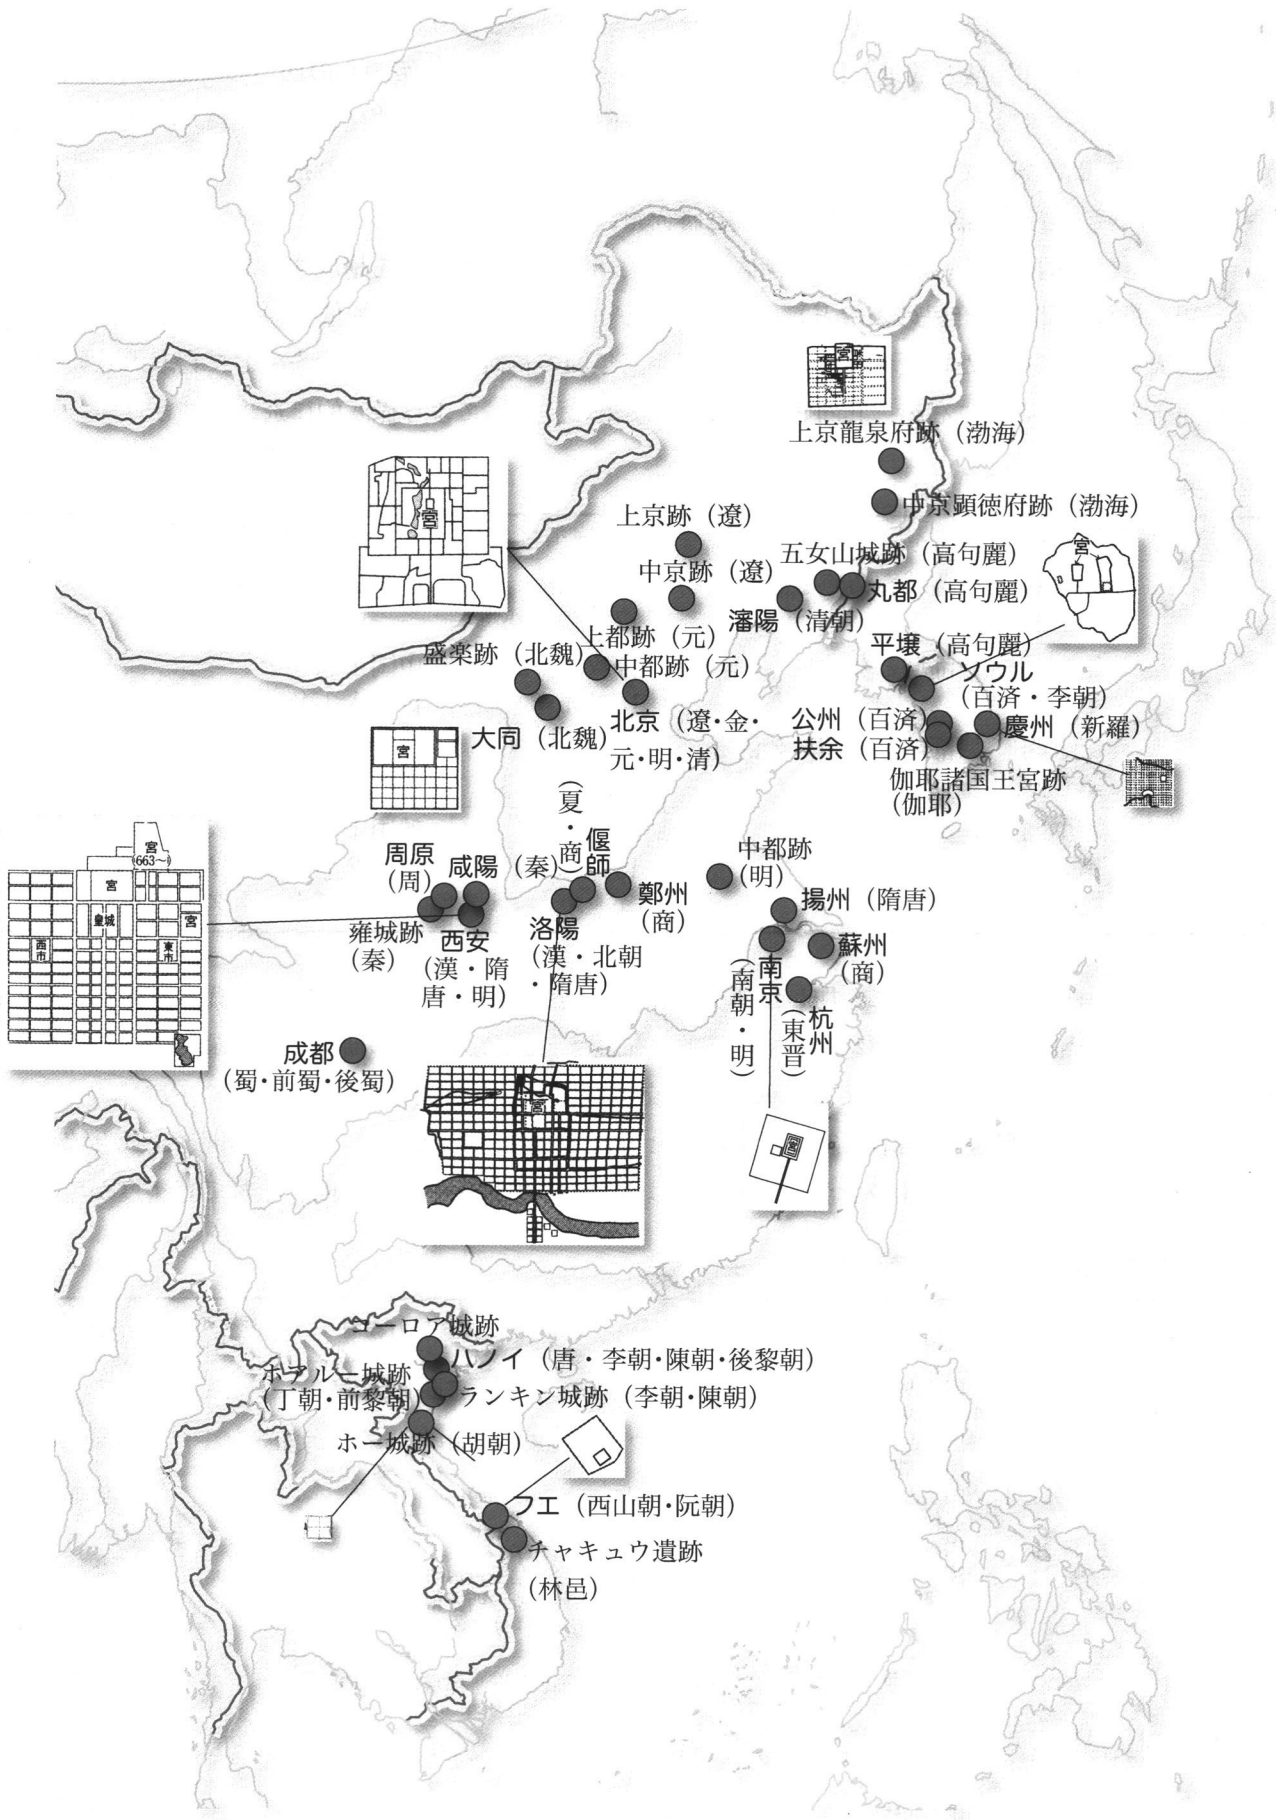 宮
上京龍泉府跡（渤海）
中京顕徳府跡（渤海）
宮
上京跡（遼）
中京跡（遼）
五女山城跡（高句麗）
丸都（高句麗）
瀋陽（清朝）
宮
上都跡（元）
平壌（高句麗）
盛楽跡（北魏）
中都跡（元）
ソウル
（百済・李朝）
北京（遼・金・
元・明・清）
大同（北魏）
公州（百済）
扶余（百済）
慶州（新羅）
伽耶諸国王宮跡
（伽耶）
宮
宮
（663〜）
宮
皇城
宮
西市
東市
周原
（周）
咸陽（秦）
偃師
（夏・商）
鄭州
（商）
中都跡
（明）
揚州（隋唐）
雍城跡
（秦）
西安
（漢・隋
唐・明）
洛陽
（漢・北朝
・隋唐）
南京
（南朝・明）
蘇州
（商）
杭州
（東晋）
成都
（蜀・前蜀・後蜀）
宮
宮
コーロア城跡
ハノイ（唐・李朝・陳朝・後黎朝）
ホアルー城跡
（丁朝・前黎朝）
ランキン城跡（李朝・陳朝）
ホー城跡（胡朝）
フエ（西山朝・阮朝）
チャキュウ遺跡
（林邑）